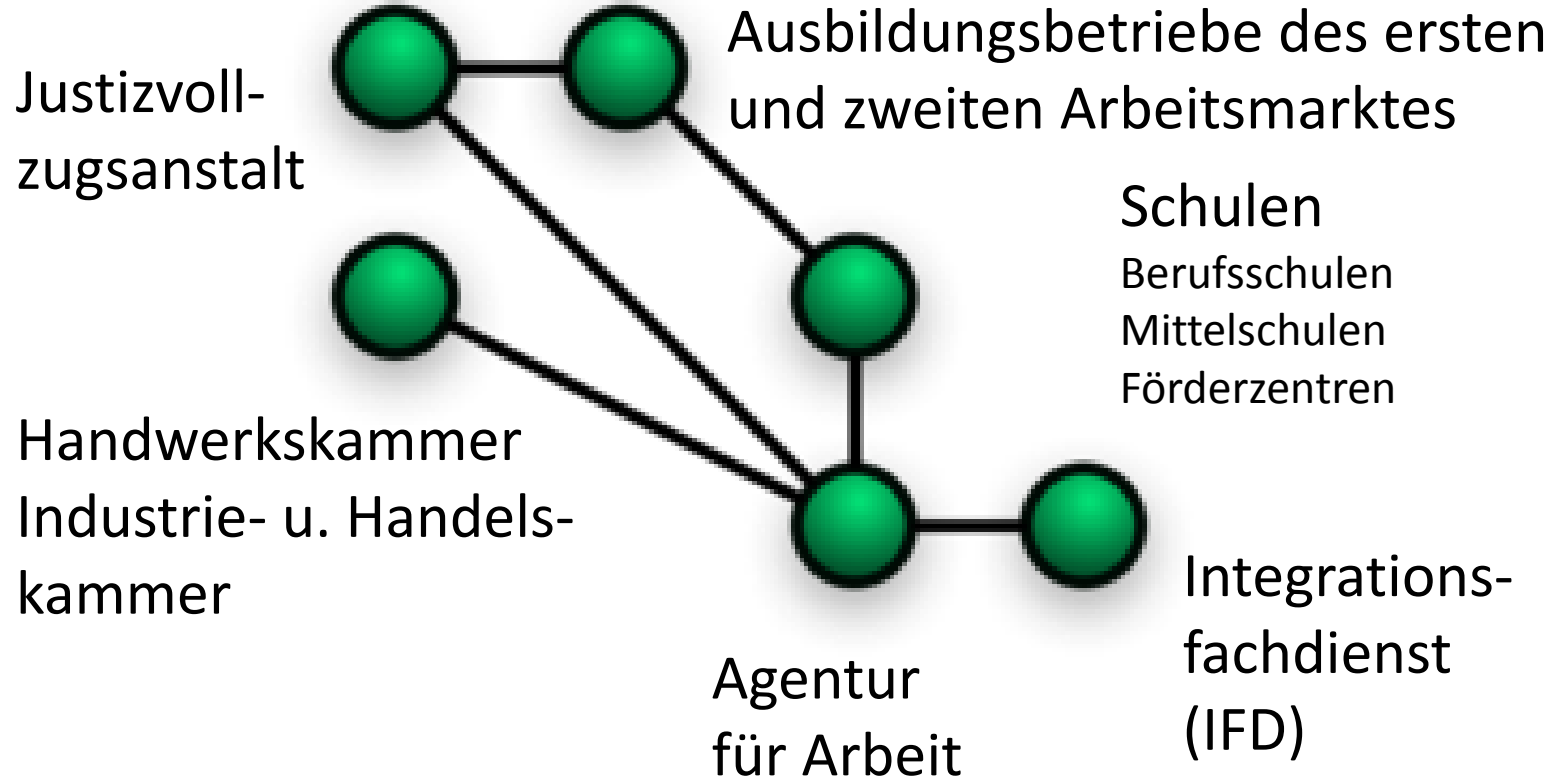 Ausbildungsbetriebe des ersten
und zweiten Arbeitsmarktes
Justizvoll-
zugsanstalt
Schulen
Berufsschulen
Mittelschulen
Förderzentren
Handwerkskammer
Industrie- u. Handels-
kammer
Integrations-
fachdienst
(IFD)
Agentur
für Arbeit